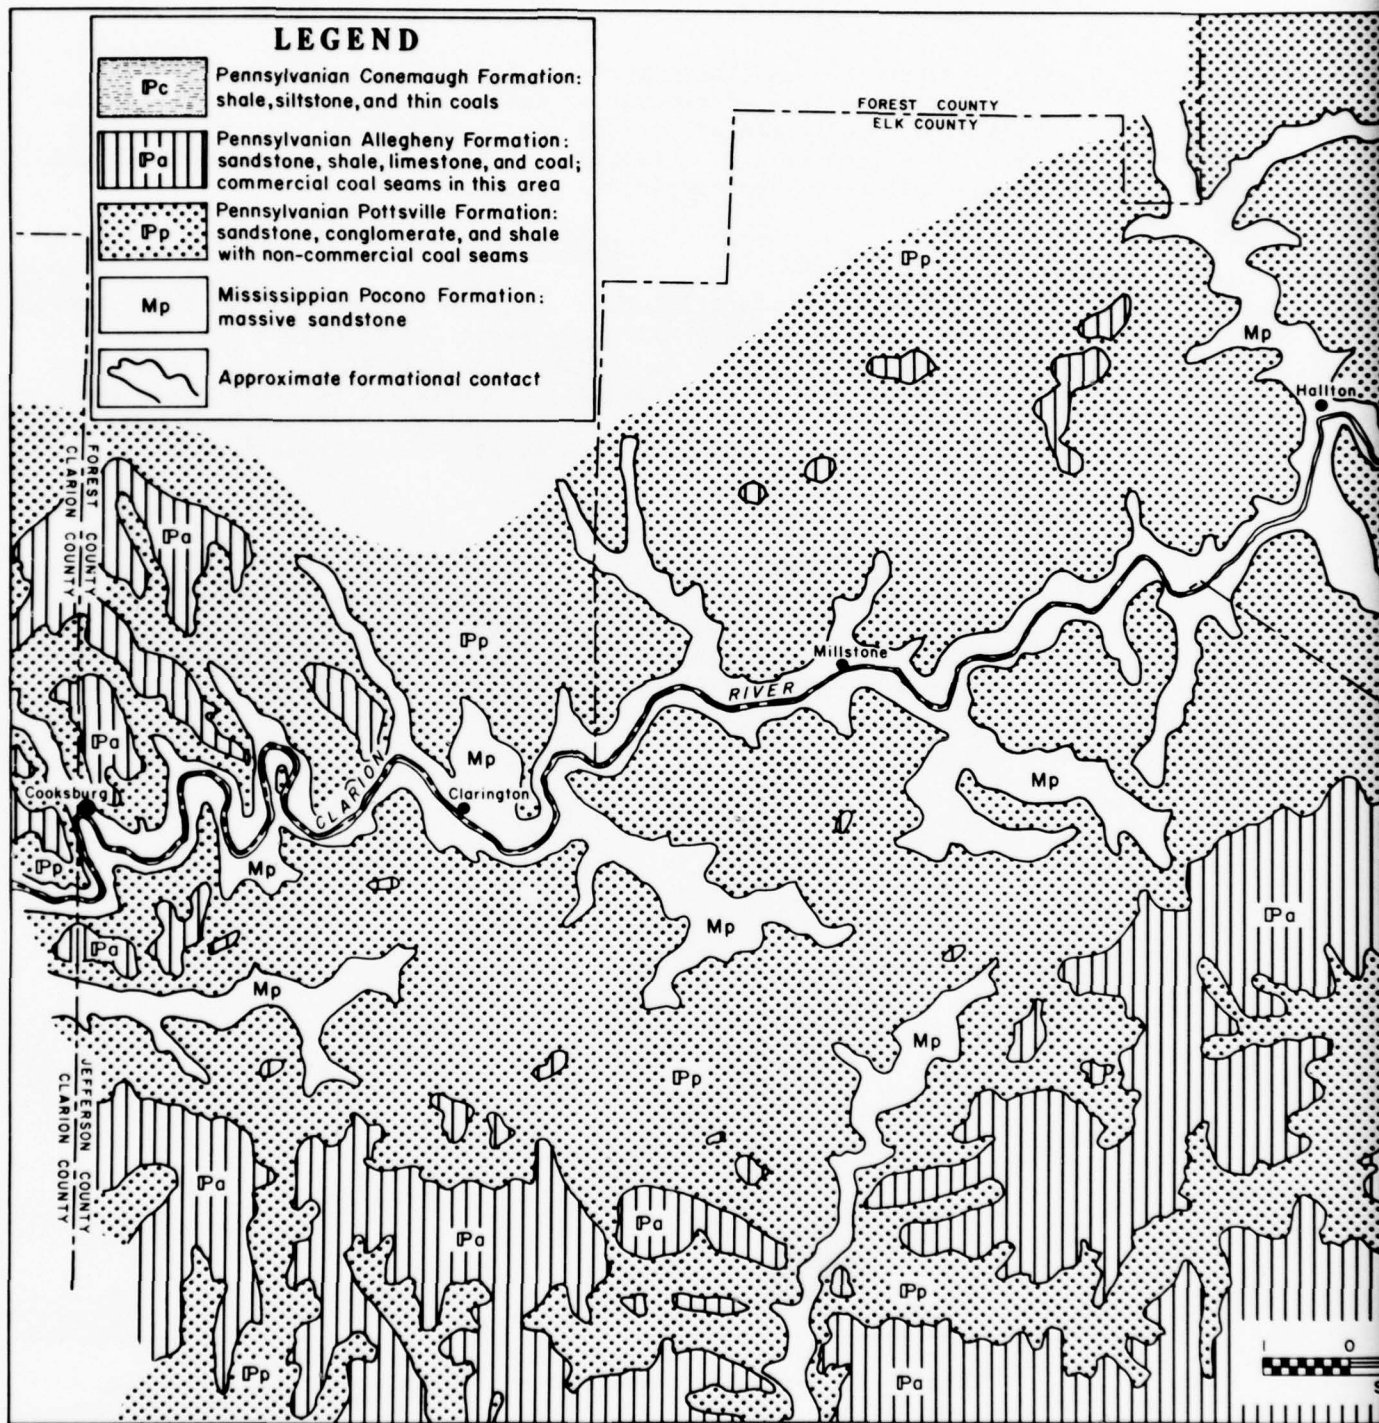 LEGEND
ℙc
Pennsylvanian Conemaugh Formation:
shale, siltstone, and thin coals
ℙa
Pennsylvanian Allegheny Formation:
sandstone, shale, limestone, and coal;
commercial coal seams in this area
ℙp
Pennsylvanian Pottsville Formation:
sandstone, conglomerate, and shale
with non-commercial coal seams
Mp
Mississippian Pocono Formation:
massive sandstone
Approximate formational contact
FOREST COUNTY
ELK COUNTY
ℙp
Mp
Hallton
FOREST COUNTY
CLARION COUNTY
ℙa
ℙp
Millstone
RIVER
ℙa
Mp
Mp
Cooksburg
CLARION
Clarington
ℙp
Mp
ℙa
Mp
ℙa
Mp
Mp
ℙp
JEFFERSON COUNTY
CLARION COUNTY
ℙa
ℙa
ℙa
ℙp
ℙp
ℙa
1 0